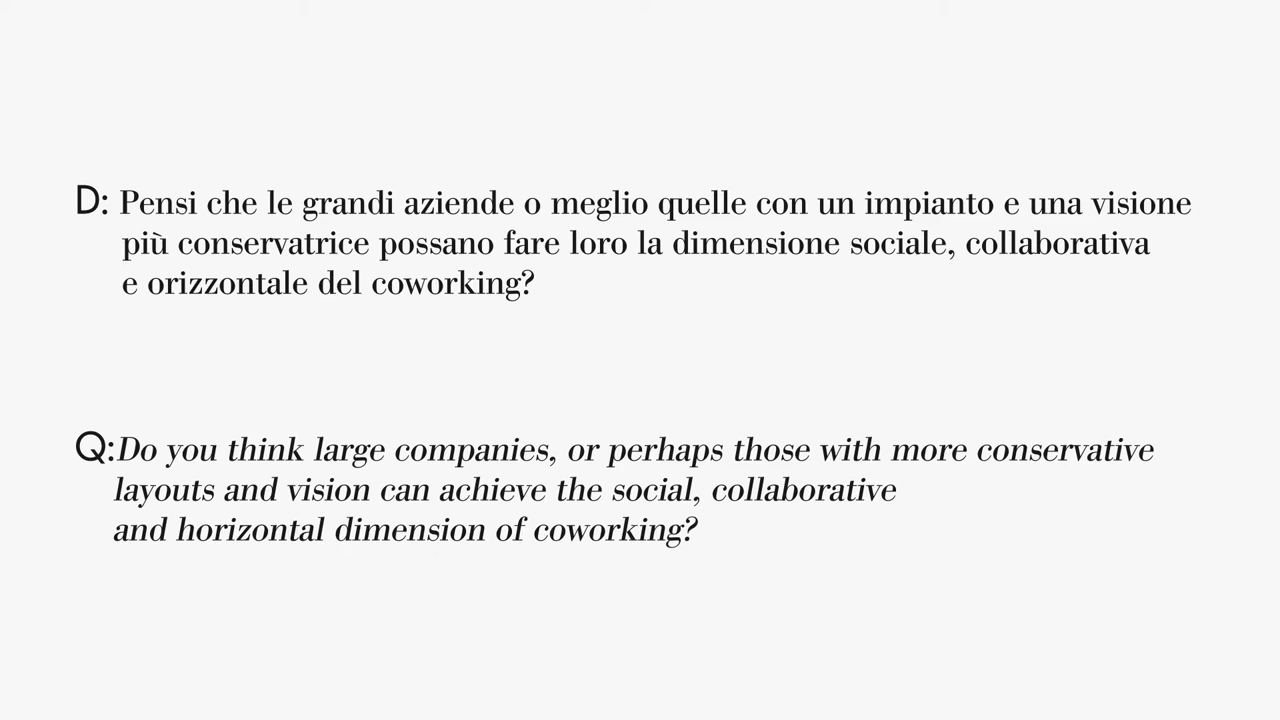 D: Pensi che le grandi aziende o meglio quelle con un impianto e una visione
più conservatrice possano fare loro la dimensione sociale, collaborativa
e orizzontale del coworking?
Q:Do you think large companies, or perhaps those with more conservative
layouts and vision can achieve the social, collaborative
and horizontal dimension of coworking?